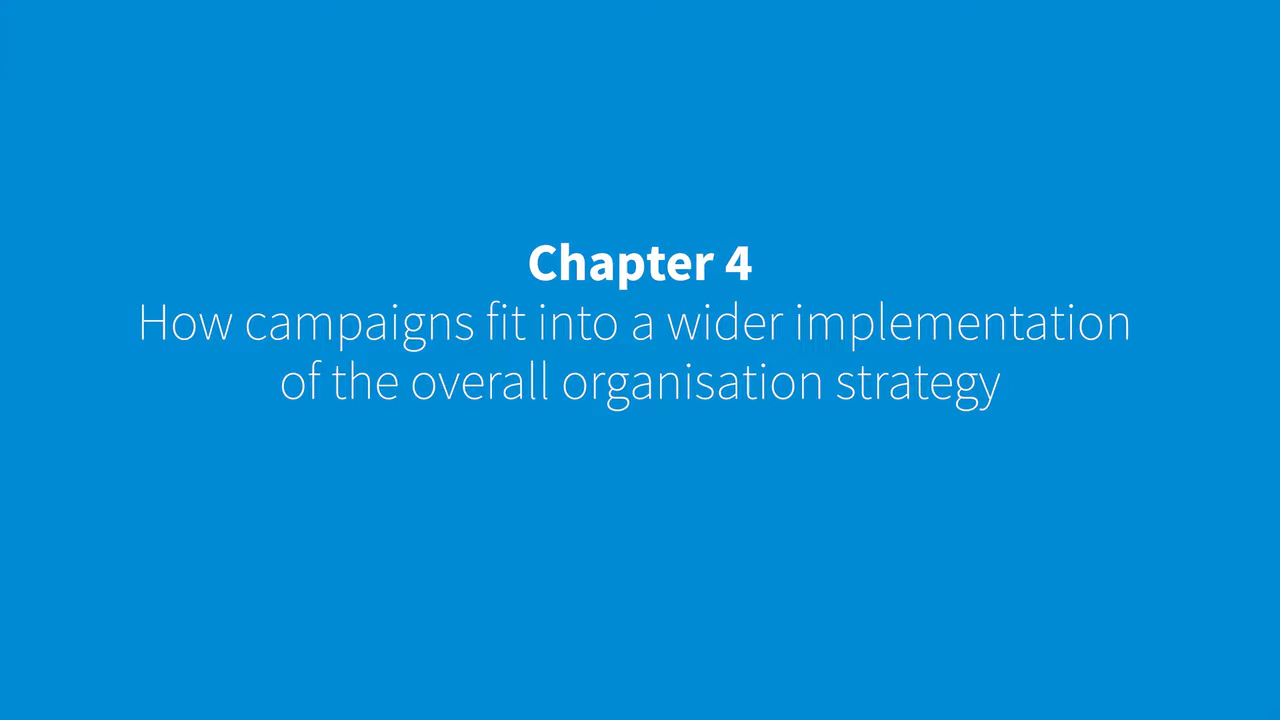 Chapter 4
How campaigns fit into a wider implementation
of the overall organisation strategy